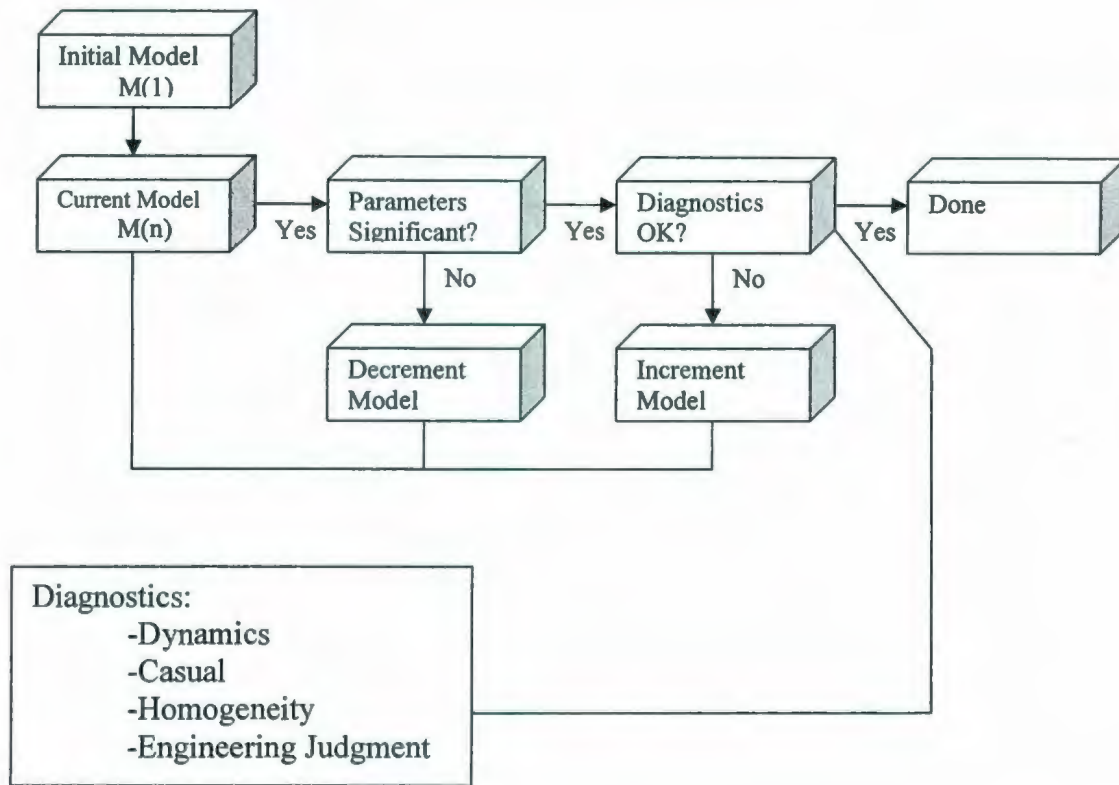 Initial Model
M(1)
Current Model
M(n)
Yes
Parameters
Significant?
Yes
Diagnostics
OK?
Yes
Done
No
No
Decrement
Model
Increment
Model
Diagnostics:
-Dynamics
-Casual
-Homogeneity
-Engineering Judgment